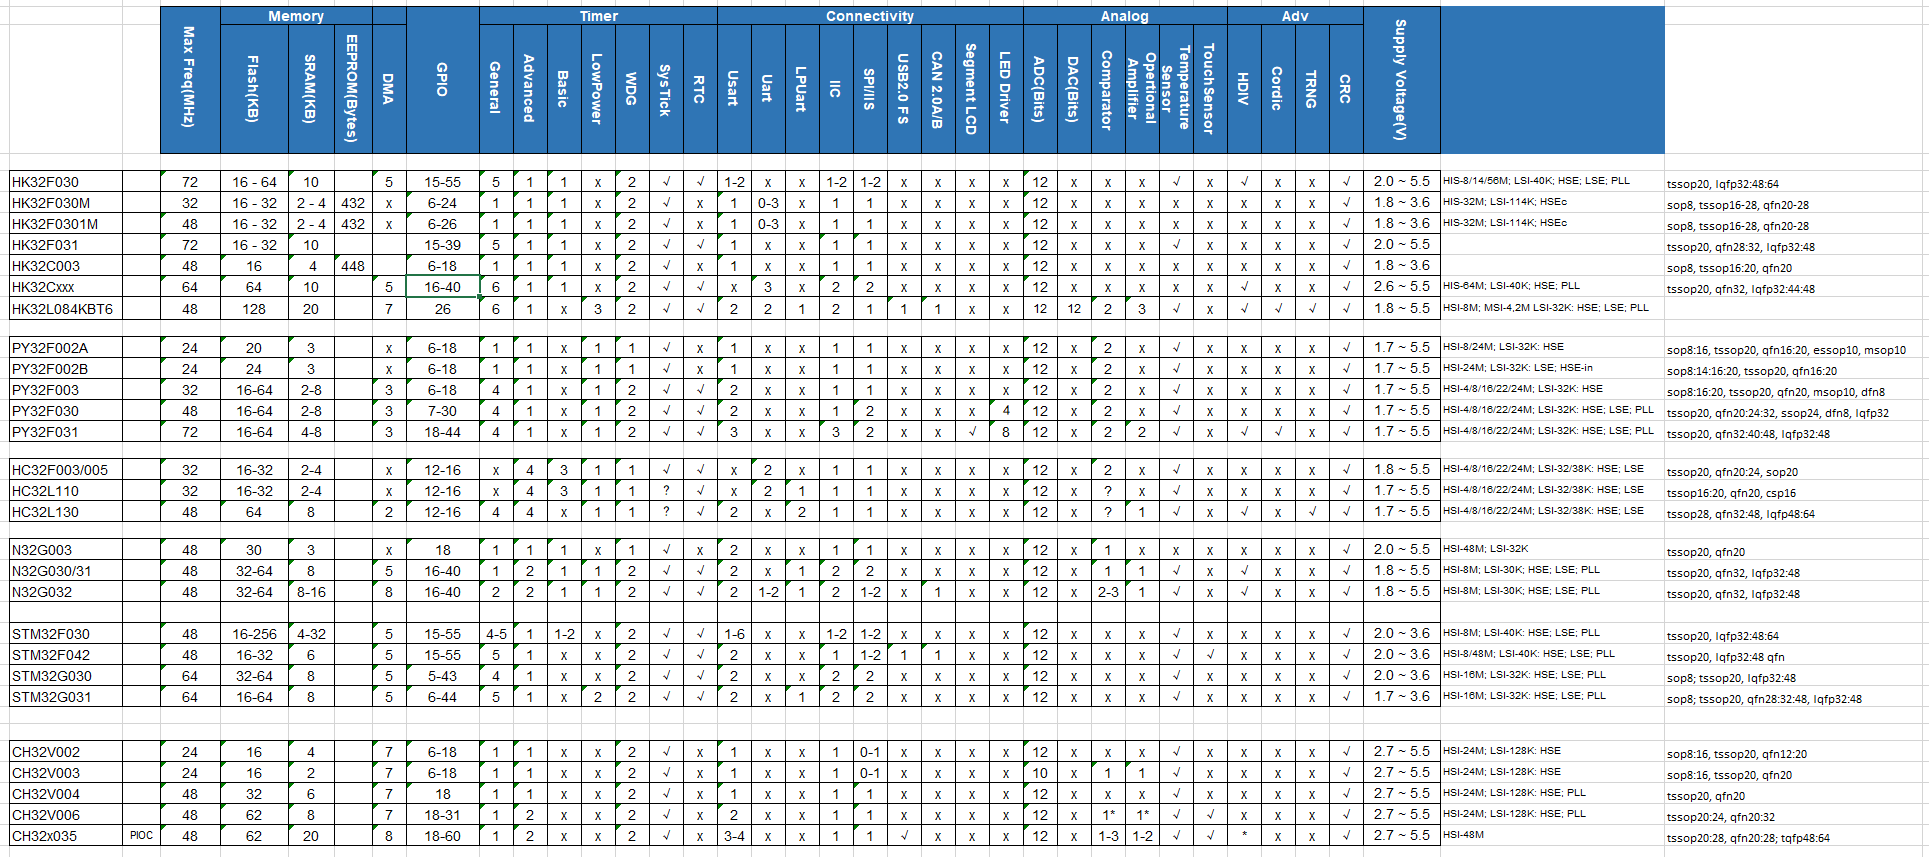 Memory Timer Connectivity Analog Adv
Max Freq(MHz) Flash(KB) SRAM(KB) EEPROM(Bytes) DMA GPIO General Advanced Basic LowPower WDG SysTick RTC Usart Uart LPUart IIC SPI/IIS USB2.0 FS CAN 2.0A/B Segment LCD LED Driver ADC(Bits) DAC(Bits) Comparator Opertional Amplifier Temperature Sensor TouchSensor HDIV Cordic TRNG CRC Supply Voltage(V)
HK32F030 72 16 - 64 10 5 15-55 5 1 1 x 2 √ √ 1-2 x x 1-2 1-2 x x x x 12 x x x √ x √ x x √ 2.0 ~ 5.5 HIS-8/14/56M; LSI-40K; HSE; LSE; PLL tssop20, lqfp32:48:64
HK32F030M 32 16 - 32 2 - 4 432 x 6-24 1 1 1 x 2 √ x 1 0-3 x 1 1 x x x x 12 x x x x x x x x √ 1.8 ~ 3.6 HIS-32M; LSI-114K; HSEc sop8, tssop16-28, qfn20-28
HK32F0301M 48 16 - 32 2 - 4 432 x 6-26 1 1 1 x 2 √ x 1 0-3 x 1 1 x x x x 12 x x x x x x x x √ 1.8 ~ 3.6 HIS-32M; LSI-114K; HSEc sop8, tssop16-28, qfn20-28
HK32F031 72 16 - 32 10 15-39 5 1 1 x 2 √ √ 1 x x 1 1 x x x x 12 x x x √ x x x x √ 2.0 ~ 5.5 tssop20, qfn28:32, lqfp32:48
HK32C003 48 16 4 448 6-18 1 1 1 x 2 √ x 1 x x 1 1 x x x x 12 x x x x x x x x √ 1.8 ~ 3.6 sop8, tssop16:20, qfn20
HK32Cxxx 64 64 10 5 16-40 6 1 1 x 2 √ √ x 3 x 2 2 x x x x 12 x x x x x √ x x √ 2.6 ~ 5.5 HIS-64M; LSI-40K; HSE; PLL tssop20, qfn32, lqfp32:44:48
HK32L084KBT6 48 128 20 7 26 6 1 x 3 2 √ √ 2 2 1 2 1 1 1 x x 12 12 2 3 √ x √ √ √ √ 1.8 ~ 5.5 HSI-8M; MSI-4,2M LSI-32K: HSE; LSE; PLL
PY32F002A 24 20 3 x 6-18 1 1 x 1 1 √ x 1 x x 1 1 x x x x 12 x 2 x √ x x x x √ 1.7 ~ 5.5 HSI-8/24M; LSI-32K: HSE sop8:16, tssop20, qfn16:20, essop10, msop10
PY32F002B 24 24 3 x 6-18 1 1 x 1 1 √ x 1 x x 1 1 x x x x 12 x 2 x √ x x x x √ 1.7 ~ 5.5 HSI-24M; LSI-32K: LSE; HSE-in sop8:14:16:20, tssop20, qfn16:20
PY32F003 32 16-64 2-8 3 6-18 4 1 x 1 2 √ √ 2 x x 1 1 x x x x 12 x 2 x √ x x x x √ 1.7 ~ 5.5 HSI-4/8/16/22/24M; LSI-32K: HSE sop8:16:20, tssop20, qfn20, msop10, dfn8
PY32F030 48 16-64 2-8 3 7-30 4 1 x 1 2 √ √ 2 x x 1 2 x x x 4 12 x 2 x √ x x x x √ 1.7 ~ 5.5 HSI-4/8/16/22/24M; LSI-32K: HSE; LSE; PLL tssop20, qfn20:24:32, ssop24, dfn8, lqfp32
PY32F031 72 16-64 4-8 3 18-44 4 1 x 1 2 √ √ 3 x x 3 2 x x √ 8 12 x 2 2 √ x √ √ x √ 1.7 ~ 5.5 HSI-4/8/16/22/24M; LSI-32K: HSE; LSE; PLL tssop20, qfn32:40:48, lqfp32:48
HC32F003/005 32 16-32 2-4 x 12-16 x 4 3 1 1 √ √ x 2 x 1 1 x x x x 12 x 2 x √ x x x x √ 1.8 ~ 5.5 HSI-4/8/16/22/24M; LSI-32/38K: HSE; LSE tssop20, qfn20:24, sop20
HC32L110 32 16-32 2-4 x 12-16 x 4 3 1 1 ? √ x 2 1 1 1 x x x x 12 x ? x √ x x x x √ 1.7 ~ 5.5 HSI-4/8/16/22/24M; LSI-32/38K: HSE; LSE tssop16:20, qfn20, csp16
HC32L130 48 64 8 2 12-16 4 4 x 1 1 ? √ 2 x 2 1 1 x x x x 12 x ? 1 √ x √ x √ √ 1.7 ~ 5.5 HSI-4/8/16/22/24M; LSI-32/38K: HSE; LSE tssop28, qfn32:48, lqfp48:64
N32G003 48 30 3 x 18 1 1 1 x 1 √ x 2 x x 1 1 x x x x 12 x 1 x x x x x x √ 2.0 ~ 5.5 HSI-48M; LSI-32K tssop20, qfn20
N32G030/31 48 32-64 8 5 16-40 1 2 1 1 2 √ √ 2 x 1 2 2 x x x x 12 x 1 1 √ x √ x x √ 1.8 ~ 5.5 HSI-8M; LSI-30K; HSE; LSE; PLL tssop20, qfn32, lqfp32:48
N32G032 48 32-64 8-16 8 16-40 2 2 1 1 2 √ √ 2 1-2 1 2 1-2 x 1 x x 12 x 2-3 1 √ x √ x x √ 1.8 ~ 5.5 HSI-8M; LSI-30K; HSE; LSE; PLL tssop20, qfn32, lqfp32:48
STM32F030 48 16-256 4-32 5 15-55 4-5 1 1-2 x 2 √ √ 1-6 x x 1-2 1-2 x x x x 12 x x x √ x x x x √ 2.0 ~ 3.6 HSI-8M; LSI-40K: HSE; LSE; PLL tssop20, lqfp32:48:64
STM32F042 48 16-32 6 5 15-55 5 1 x x 2 √ √ 2 x x 1 1-2 1 1 x x 12 x x x √ √ x x x √ 2.0 ~ 3.6 HSI-8/48M; LSI-40K: HSE; LSE; PLL tssop20, lqfp32:48 qfn
STM32G030 64 32-64 8 5 5-43 4 1 x x 2 √ √ 2 x x 2 2 x x x x 12 x x x √ x x x x √ 2.0 ~ 3.6 HSI-16M; LSI-32K: HSE; LSE; PLL sop8; tssop20, lqfp32:48
STM32G031 64 16-64 8 5 6-44 5 1 x 2 2 √ √ 2 x 1 2 2 x x x x 12 x x x √ x x x x √ 1.7 ~ 3.6 HSI-16M; LSI-32K: HSE; LSE; PLL sop8; tssop20, qfn28:32:48, lqfp32:48
CH32V002 24 16 4 7 6-18 1 1 x x 2 √ x 1 x x 1 0-1 x x x x 12 x x x √ x x x x √ 2.7 ~ 5.5 HSI-24M; LSI-128K: HSE sop8:16, tssop20, qfn12:20
CH32V003 24 16 2 7 6-18 1 1 x x 2 √ x 1 x x 1 0-1 x x x x 10 x 1 1 √ x x x x √ 2.7 ~ 5.5 HSI-24M; LSI-128K: HSE sop8:16, tssop20, qfn20
CH32V004 48 32 6 7 18 1 1 x x 2 √ x 1 x x 1 1 x x x x 12 x x x √ x x x x √ 2.7 ~ 5.5 HSI-24M; LSI-128K: HSE; PLL tssop20, qfn20
CH32V006 48 62 8 7 18-31 1 2 x x 2 √ x 2 x x 1 1 x x x x 12 x 1* 1* √ √ x x x √ 2.7 ~ 5.5 HSI-24M; LSI-128K: HSE; PLL tssop20:24, qfn20:32
CH32x035 PIOC 48 62 20 8 18-60 1 2 x x 2 √ x 3-4 x x 1 1 √ x x x 12 x 1-3 1-2 √ √ * x x √ 2.7 ~ 5.5 HSI-48M tssop20:28, qfn20:28; tqfp48:64